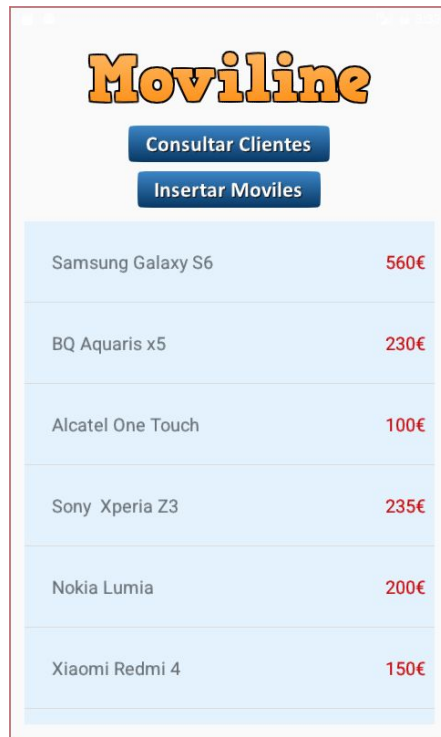 Moviline
Consultar Clientes
Insertar Moviles
Samsung Galaxy S6 560€
BQ Aquaris x5 230€
Alcatel One Touch 100€
Sony Xperia Z3 235€
Nokia Lumia 200€
Xiaomi Redmi 4 150€